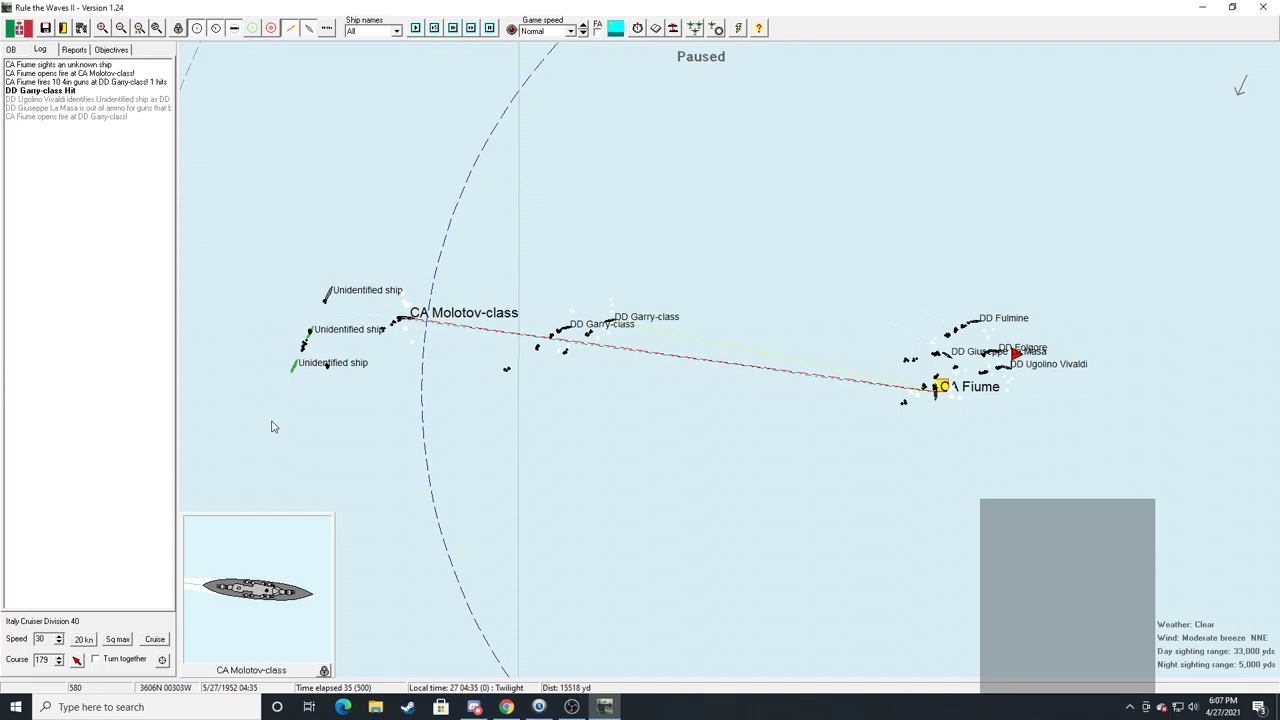 Rule the Waves II - Version 1.24
Ship names
All
Game speed
Normal
FA
OB Log Reports Objectives
CA Fiume sights an unknown ship
CA Fiume opens fire at CA Molotov-class!
CA Fiume fires 10 4in guns at DD Garry-class! 1 hits
DD Garry-class Hit
DD Ugolino Vivaldi identifies Unidentified ship as DD
DD Giuseppe La Masa is out of ammo for guns that b
CA Fiume opens fire at DD Garry-class!
Paused
Unidentified ship
CA Molotov-class
Unidentified ship
Unidentified ship
DD Garry-class
DD Garry-class
DD Fulmine
DD Folgore
DD Giuseppe La Masa
DD Ugolino Vivaldi
CA Fiume
CA Molotov-class
Italy Cruiser Division 40
Speed 30 20 kn Sq max Cruise
Course 179 Turn together
Weather: Clear
Wind: Moderate breeze NNE
Day sighting range: 33,000 yds
Night sighting range: 5,000 yds
580 3606N 00303W 5/27/1952 04:35 Time elapsed 35 (500) Local time: 27 04:35 (0) : Twilight Dist: 15518 yd
Type here to search
6:07 PM
4/27/2021